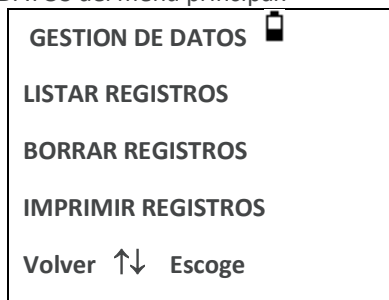 GESTION DE DATOS
LISTAR REGISTROS
BORRAR REGISTROS
IMPRIMIR REGISTROS
Volver ↑↓ Escoge